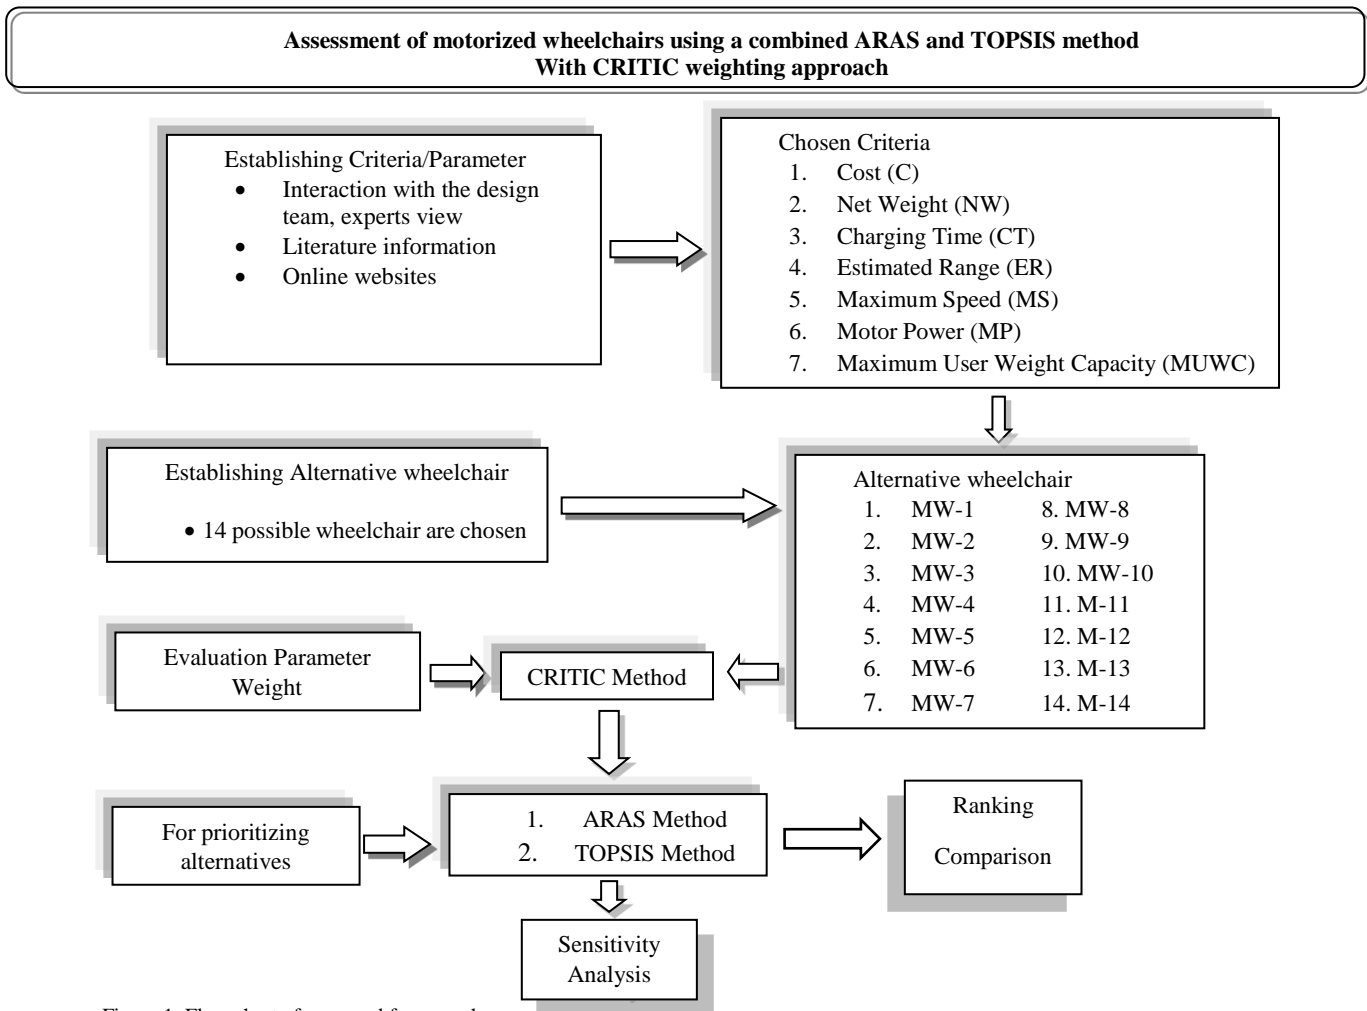 Assessment of motorized wheelchairs using a combined ARAS and TOPSIS method
With CRITIC weighting approach
Establishing Criteria/Parameter
• Interaction with the design
team, experts view
• Literature information
• Online websites
Chosen Criteria
1. Cost (C)
2. Net Weight (NW)
3. Charging Time (CT)
4. Estimated Range (ER)
5. Maximum Speed (MS)
6. Motor Power (MP)
7. Maximum User Weight Capacity (MUWC)
Establishing Alternative wheelchair
• 14 possible wheelchair are chosen
Alternative wheelchair
1. MW-1
2. MW-2
3. MW-3
4. MW-4
5. MW-5
6. MW-6
7. MW-7
8. MW-8
9. MW-9
10. MW-10
11. M-11
12. M-12
13. M-13
14. M-14
Evaluation Parameter
Weight
CRITIC Method
For prioritizing
alternatives
1. ARAS Method
2. TOPSIS Method
Ranking
Comparison
Sensitivity
Analysis